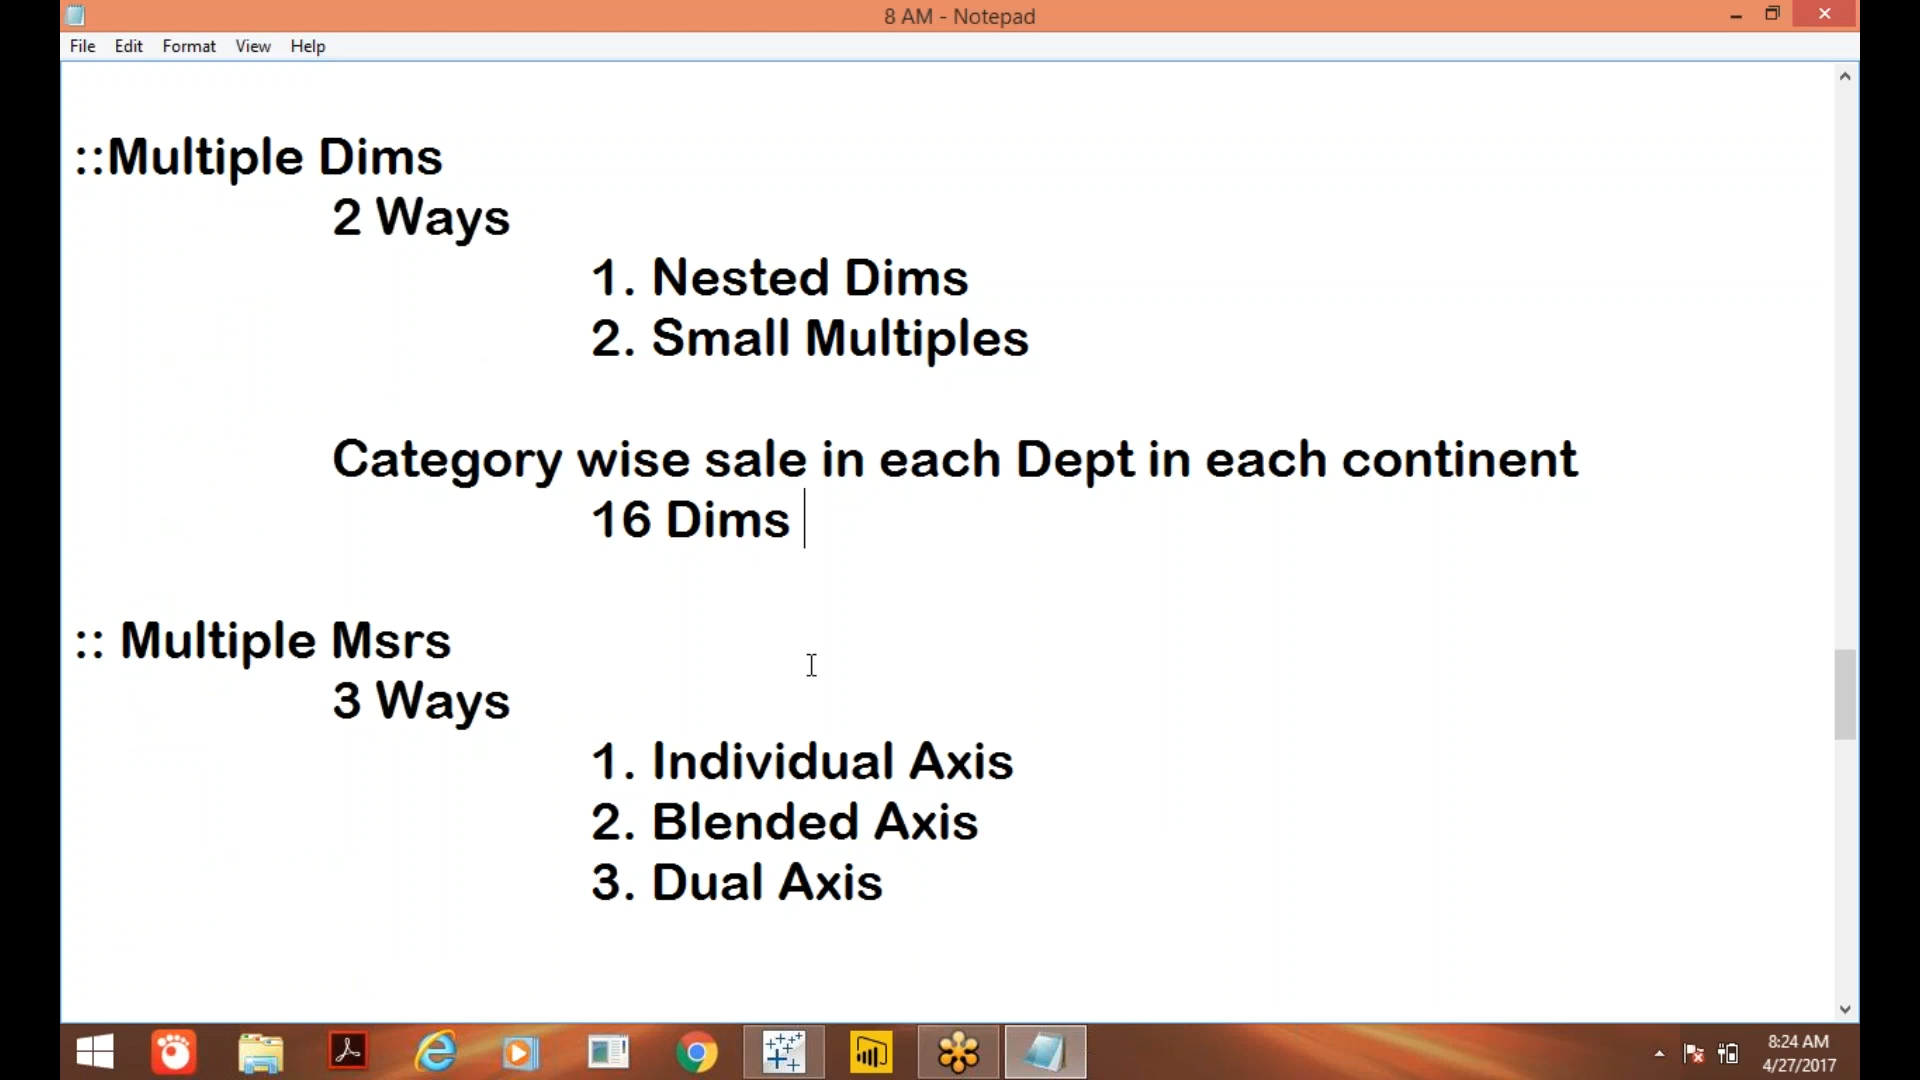 8 AM - Notepad
File Edit Format View Help
::Multiple Dims
2 Ways
1. Nested Dims
2. Small Multiples
Category wise sale in each Dept in each continent
16 Dims
:: Multiple Msrs
3 Ways
1. Individual Axis
2. Blended Axis
3. Dual Axis
8:24 AM
4/27/2017